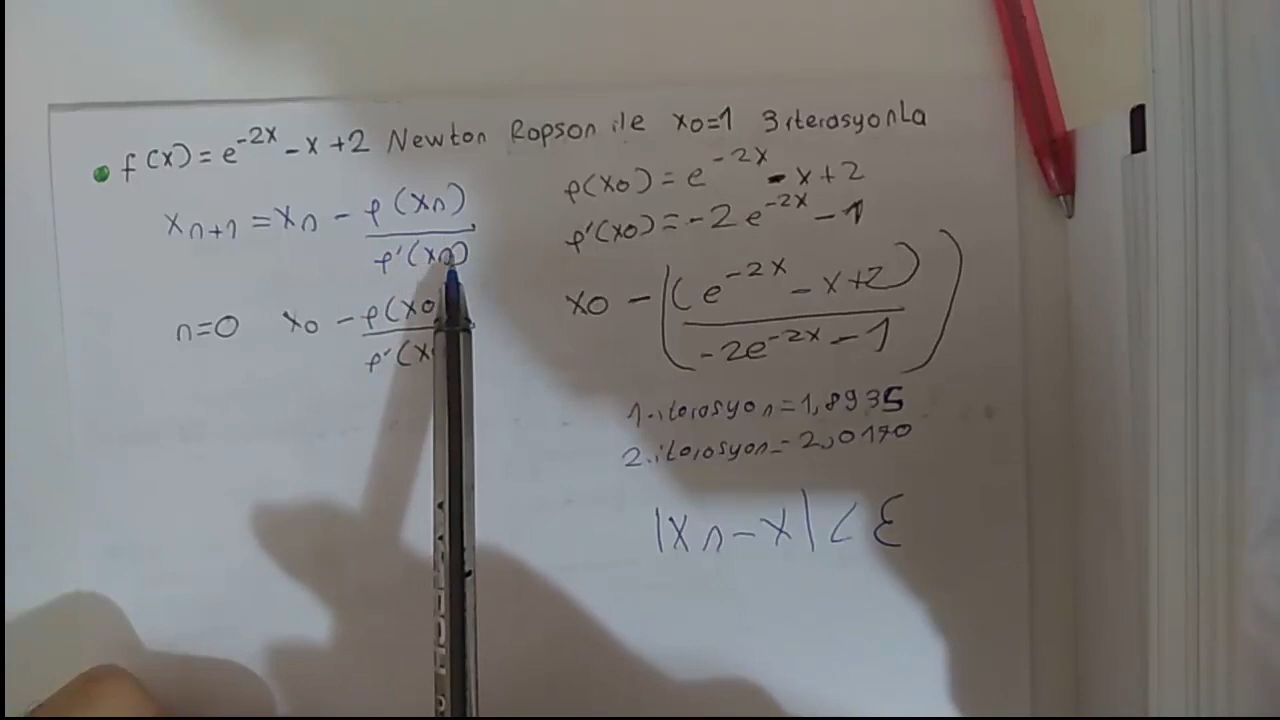 f(x) = e^-2x - x + 2 Newton Rapson ile x0=1 3 iterasyonla
xn+1 = xn - f(xn) / f'(xn)
n=0 x0 - f(x0 / f'(x
f(x0) = e^-2x - x + 2
f'(x0) = -2e^-2x - 1
x0 - ((e^-2x - x + 2) / -2e^-2x - 1)
1.iterasyon = 1,8935
2.iterasyon = 2,0170
|xn - x| < ε